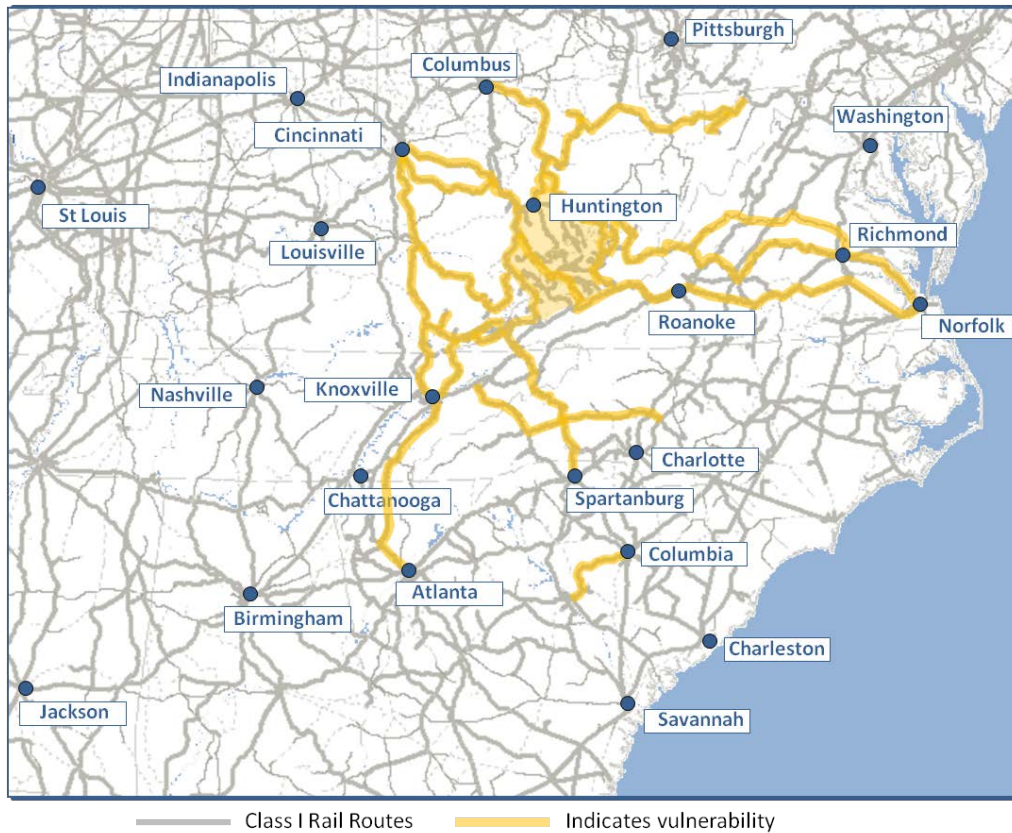 Pittsburgh
Columbus
Indianapolis
Washington
Cincinnati
St Louis
Huntington
Louisville
Richmond
Roanoke
Norfolk
Knoxville
Nashville
Charlotte
Chattanooga
Spartanburg
Columbia
Atlanta
Birmingham
Charleston
Jackson
Savannah
Class I Rail Routes
Indicates vulnerability